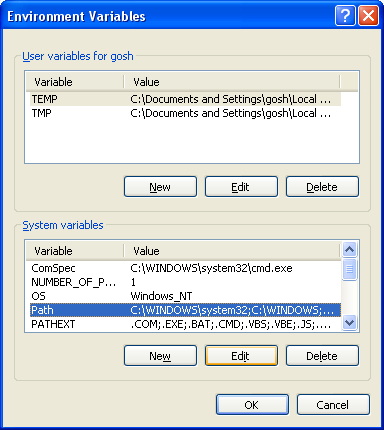 Environment Variables
User variables for gosh
Variable Value
TEMP C:\Documents and Settings\gosh\Local ...
TMP C:\Documents and Settings\gosh\Local ...
New Edit Delete
System variables
Variable Value
ComSpec C:\WINDOWS\system32\cmd.exe
NUMBER_OF_P... 1
OS Windows_NT
Path C:\WINDOWS\system32;C:\WINDOWS;...
PATHEXT .COM;.EXE;.BAT;.CMD;.VBS;.VBE;.JS;....
New Edit Delete
OK Cancel